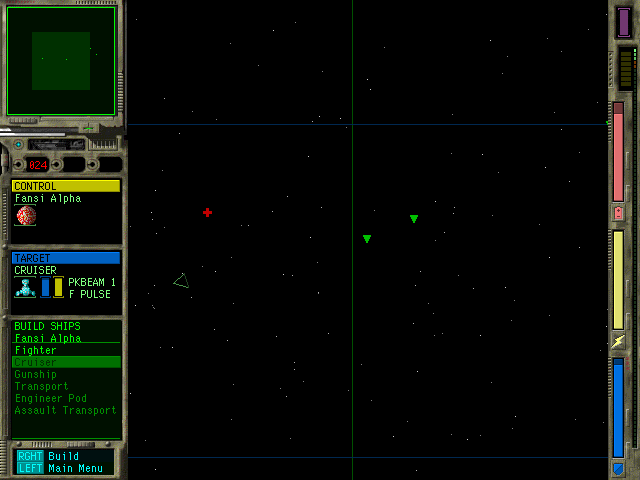 024
CONTROL
Fansi Alpha
TARGET
CRUISER
PKBEAM 1
F PULSE
BUILD SHIPS
Fansi Alpha
Fighter
Cruiser
Gunship
Transport
Engineer Pod
Assault Transport
RGHT Build
LEFT Main Menu